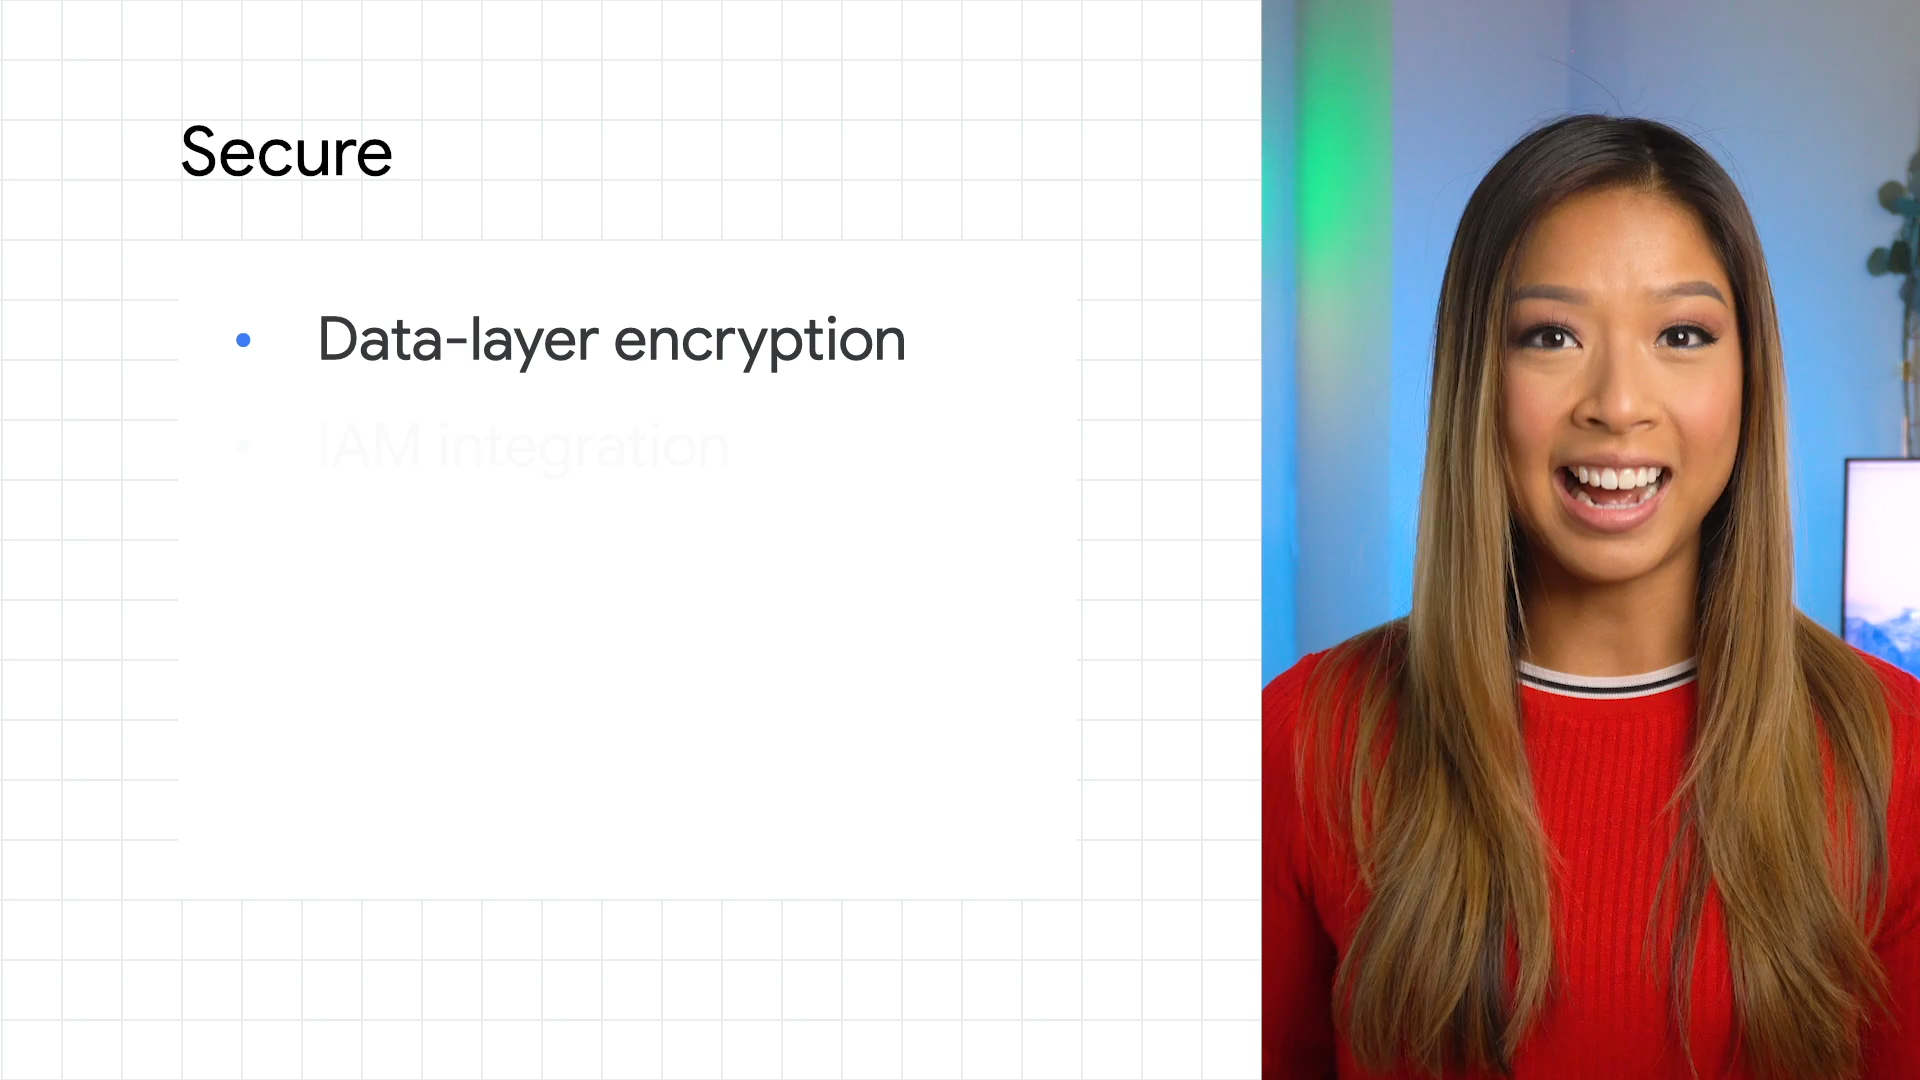 Secure
• Data-layer encryption
• IAM integration